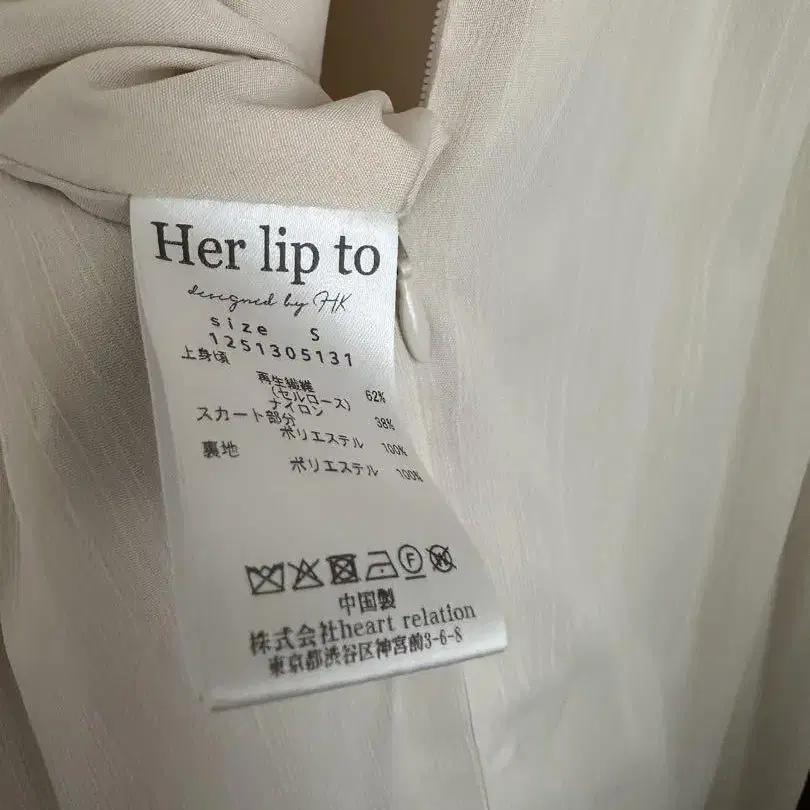 Her lip to
designed by HK
size S
1251305131
上身頃
再生繊維
(セルロース) 62%
ナイロン 38%
スカート部分
ポリエステル 100%
裏地
ポリエステル 100%
F W
中国製
株式会社heart relation
東京都渋谷区神宮前3-6-8